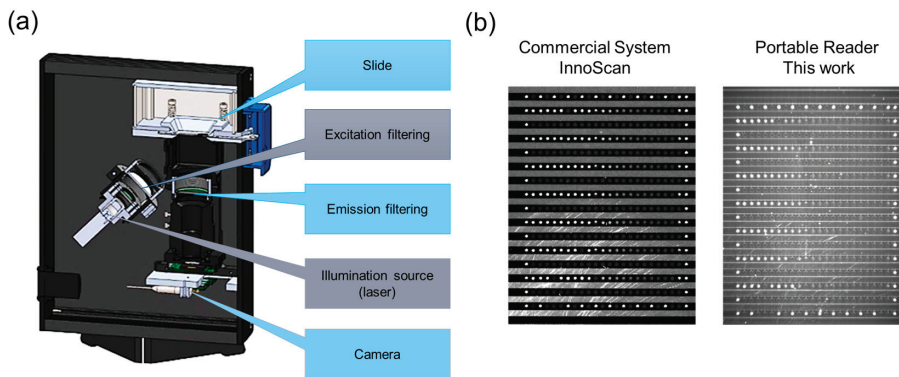 (a)
Slide
Excitation filtering
Emission filtering
Illumination source
(laser)
Camera
(b)
Commercial System
InnoScan
Portable Reader
This work